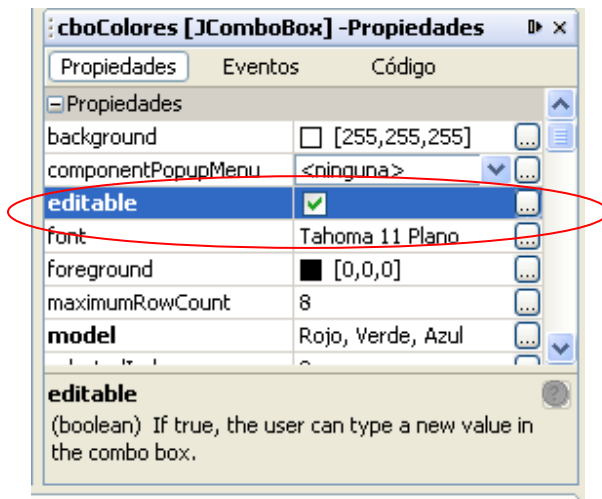 cboColores [JComboBox] -Propiedades
Propiedades Eventos Código
Propiedades
background [255,255,255] ...
componentPopupMenu <ninguna> ...
editable ...
font Tahoma 11 Plano ...
foreground [0,0,0] ...
maximumRowCount 8 ...
model Rojo, Verde, Azul ...
editable
(boolean) If true, the user can type a new value in
the combo box.